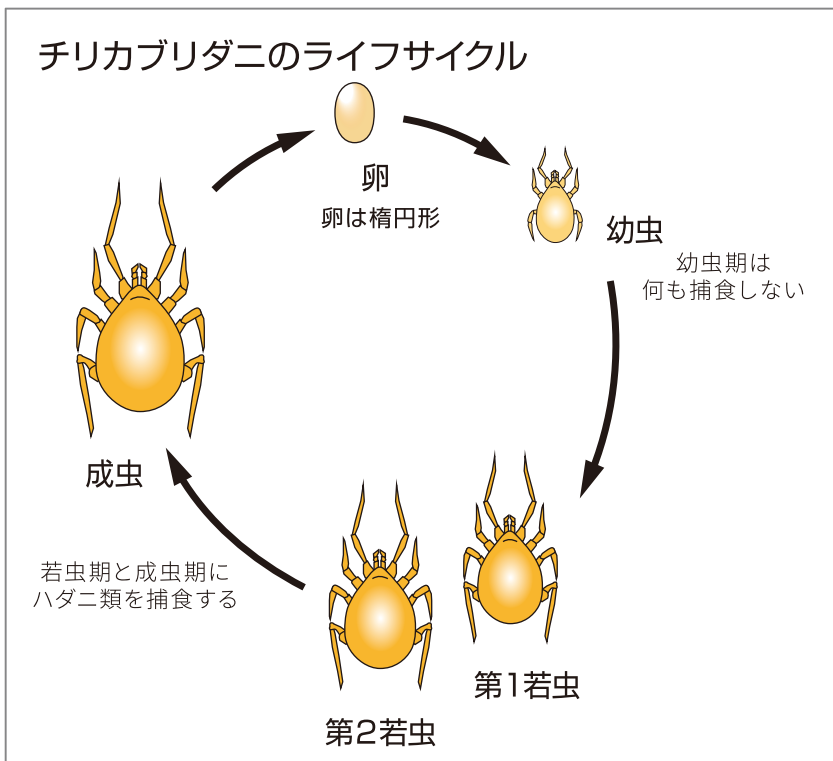 チリカブリダニのライフサイクル
卵
卵は楕円形
幼虫
幼虫期は
何も捕食しない
第1若虫
第2若虫
成虫
若虫期と成虫期に
ハダニ類を捕食する